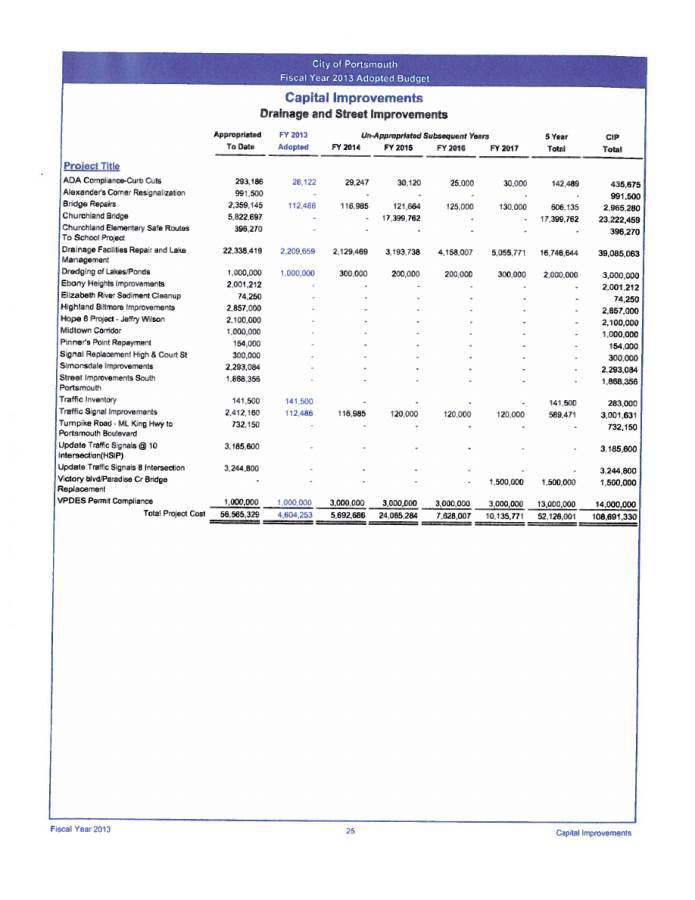 City of Portsmouth
Fiscal Year 2013 Adopted Budget
Capital Improvements
Drainage and Street Improvements
Appropriated FY 2013 Un-Appropriated Subsequent Years 5 Year CIP
To Date Adopted FY 2014 FY 2015 FY 2016 FY 2017 Total Total
Project Title
ADA Compliance-Curb Cuts 293,186 28,122 29,247 30,120 25,000 30,000 142,489 435,675
Alexander's Corner Resignalization 991,500 - - - - - - 991,500
Bridge Repairs 2,359,145 112,486 116,985 121,664 125,000 130,000 606,135 2,965,280
Churchland Bridge 5,822,697 - - 17,399,762 - - 17,399,762 23,222,459
Churchland Elementary Safe Routes 396,270 - - - - - - 396,270
To School Project
Drainage Facilities Repair and Lake 22,338,419 2,209,659 2,129,469 3,193,738 4,158,007 5,055,771 16,746,644 39,085,063
Management
Dredging of Lakes/Ponds 1,000,000 1,000,000 300,000 200,000 200,000 300,000 2,000,000 3,000,000
Ebony Heights Improvements 2,001,212 - - - - - - 2,001,212
Elizabeth River Sediment Cleanup 74,250 - - - - - - 74,250
Highland Biltmore Improvements 2,857,000 - - - - - - 2,857,000
Hope 6 Project - Jeffry Wilson 2,100,000 - - - - - - 2,100,000
Midtown Corridor 1,000,000 - - - - - - 1,000,000
Pinner's Point Repayment 154,000 - - - - - - 154,000
Signal Replacement High & Court St 300,000 - - - - - - 300,000
Simonsdale Improvements 2,293,084 - - - - - - 2,293,084
Street Improvements South 1,868,356 - - - - - - 1,868,356
Portsmouth
Traffic Inventory 141,500 141,500 - - - - 141,500 283,000
Traffic Signal Improvements 2,412,160 112,486 116,985 120,000 120,000 120,000 589,471 3,001,631
Turnpike Road - ML King Hwy to 732,150 - - - - - - 732,150
Portsmouth Boulevard
Update Traffic Signals @ 10 3,185,600 - - - - - - 3,185,600
Intersection(HSIP)
Update Traffic Signals 8 Intersection 3,244,800 - - - - - - 3,244,800
Victory blvd/Paradise Cr Bridge - - - - - 1,500,000 1,500,000 1,500,000
Replacement
VPDES Permit Compliance 1,000,000 1,000,000 3,000,000 3,000,000 3,000,000 3,000,000 13,000,000 14,000,000
Total Project Cost 56,565,329 4,604,253 5,692,686 24,065,284 7,628,007 10,135,771 52,126,001 108,691,330
Fiscal Year 2013 25 Capital Improvements